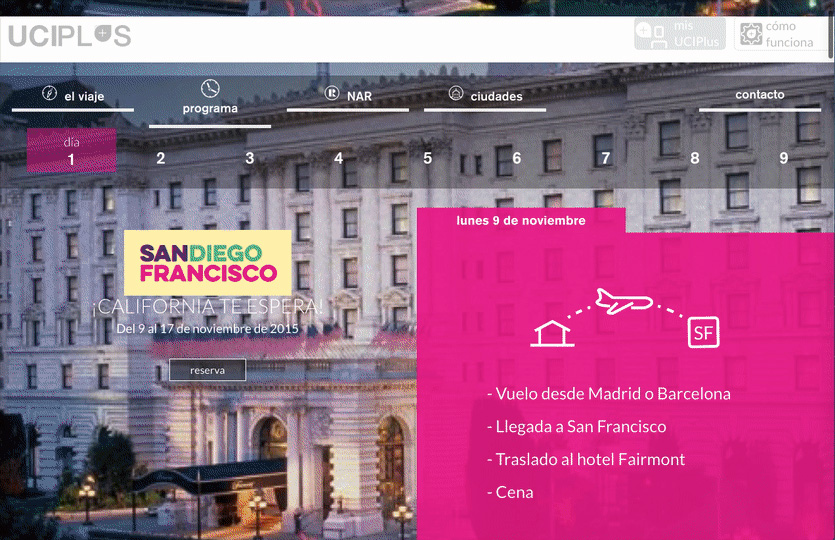 UCIPLUS
mis
UCIPlus
cómo
funciona
el viaje
programa
NAR
ciudades
contacto
día
1 2 3 4 5 6 7 8 9
lunes 9 de noviembre
SANDIEGO
FRANCISCO
¡CALIFORNIA TE ESPERA!
Del 9 al 17 de noviembre de 2015
reserva
SF
- Vuelo desde Madrid o Barcelona
- Llegada a San Francisco
- Traslado al hotel Fairmont
- Cena